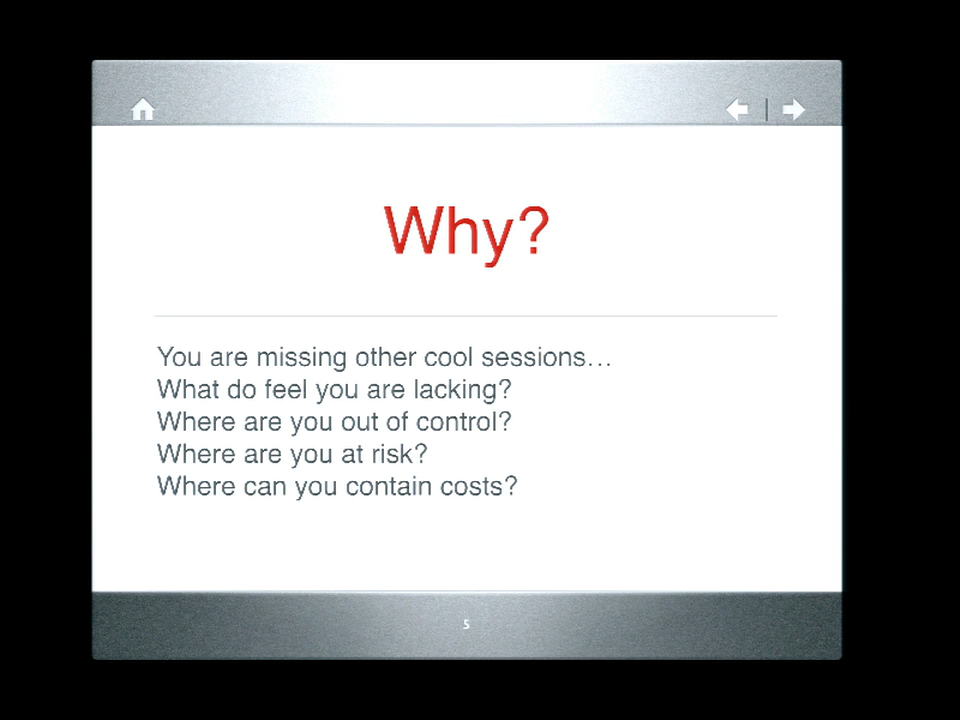 Why?
You are missing other cool sessions…
What do feel you are lacking?
Where are you out of control?
Where are you at risk?
Where can you contain costs?
5